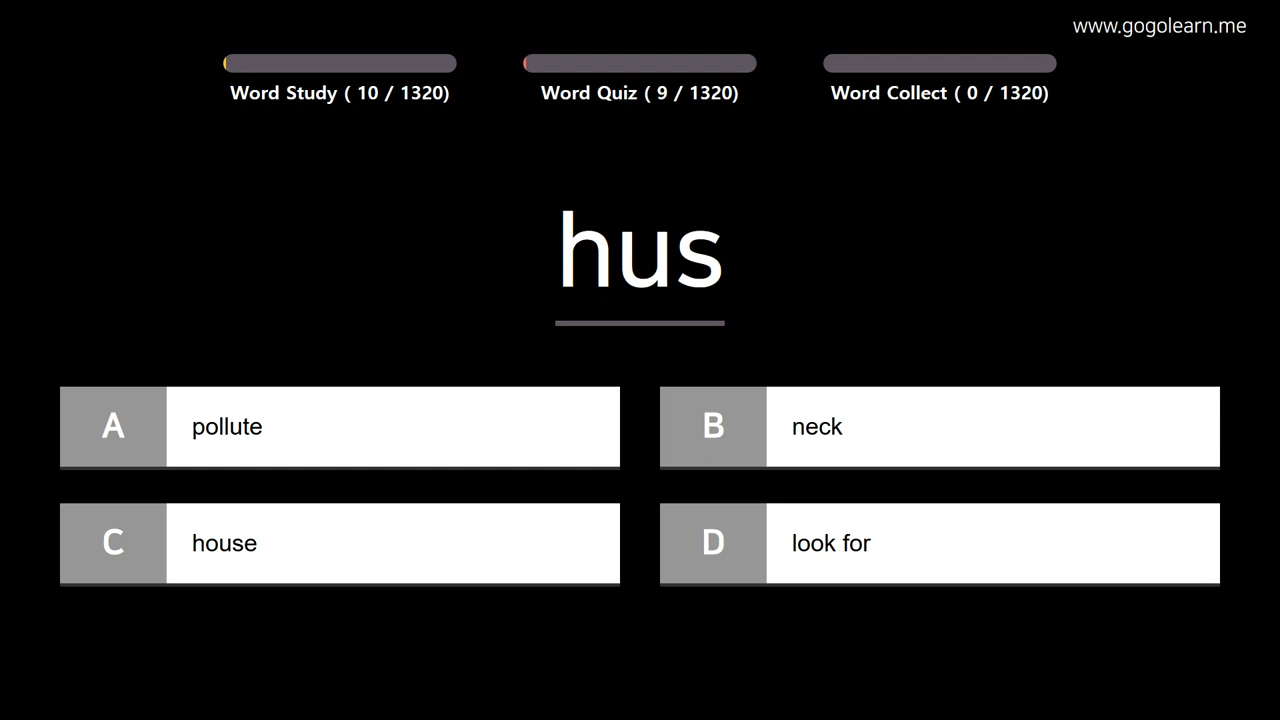 www.gogolearn.me
Word Study ( 10 / 1320)
Word Quiz ( 9 / 1320)
Word Collect ( 0 / 1320)
hus
A pollute
B neck
C house
D look for